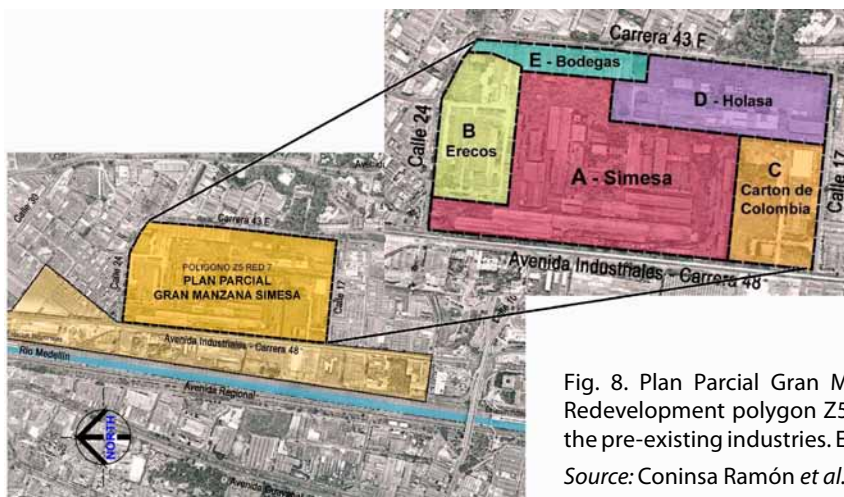 Carrera 43 F
E - Bodegas
D - Holasa
Calle 24
B
Erecos
A - Simesa
C
Carton de
Colombia
Calle 17
Avenida Industriales - Carrera 48
Calle 30
Carrera 43 F
Calle 24
POLIGONO Z5 RED 7
PLAN PARCIAL
GRAN MANZANA SIMESA
Calle 17
Avenida Industriales - Carrera 48
Río Medellín
Avenida Regional
NORTH
Fig. 8. Plan Parcial Gran M
Redevelopment polygon Z5
the pre-existing industries. E
Source: Coninsa Ramón et al.